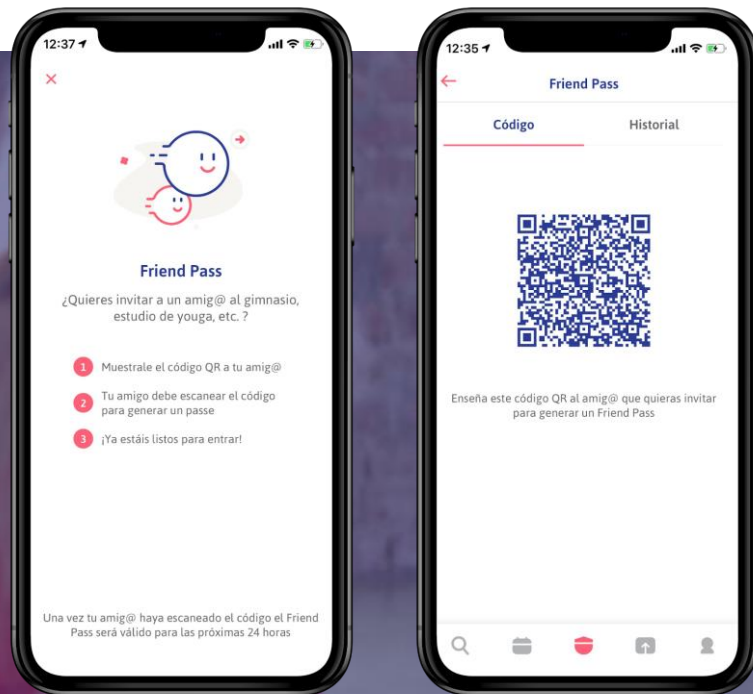 12:37
Friend Pass
¿Quieres invitar a un amig@ al gimnasio,
estudio de youga, etc. ?
1 Muestrale el código QR a tu amig@
2 Tu amigo debe escanear el código
para generar un passe
3 ¡Ya estáis listos para entrar!
Una vez tu amig@ haya escaneado el código el Friend
Pass será válido para las próximas 24 horas
12:35
Friend Pass
Código Historial
Enseña este código QR al amig@ que quieras invitar
para generar un Friend Pass